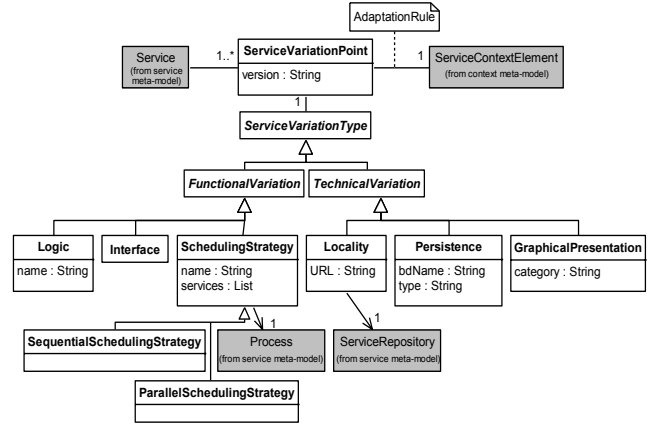 AdaptationRule
Service
(from service
meta-model)
1..*
ServiceVariationPoint
version : String
1
ServiceContextElement
(from context meta-model)
1
ServiceVariationType
FunctionalVariation
TechnicalVariation
Logic
name : String
Interface
SchedulingStrategy
name : String
services : List
Locality
URL : String
Persistence
bdName : String
type : String
GraphicalPresentation
category : String
SequentialSchedulingStrategy
1
Process
(from service meta-model)
1
ServiceRepository
(from service meta-model)
ParallelSchedulingStrategy